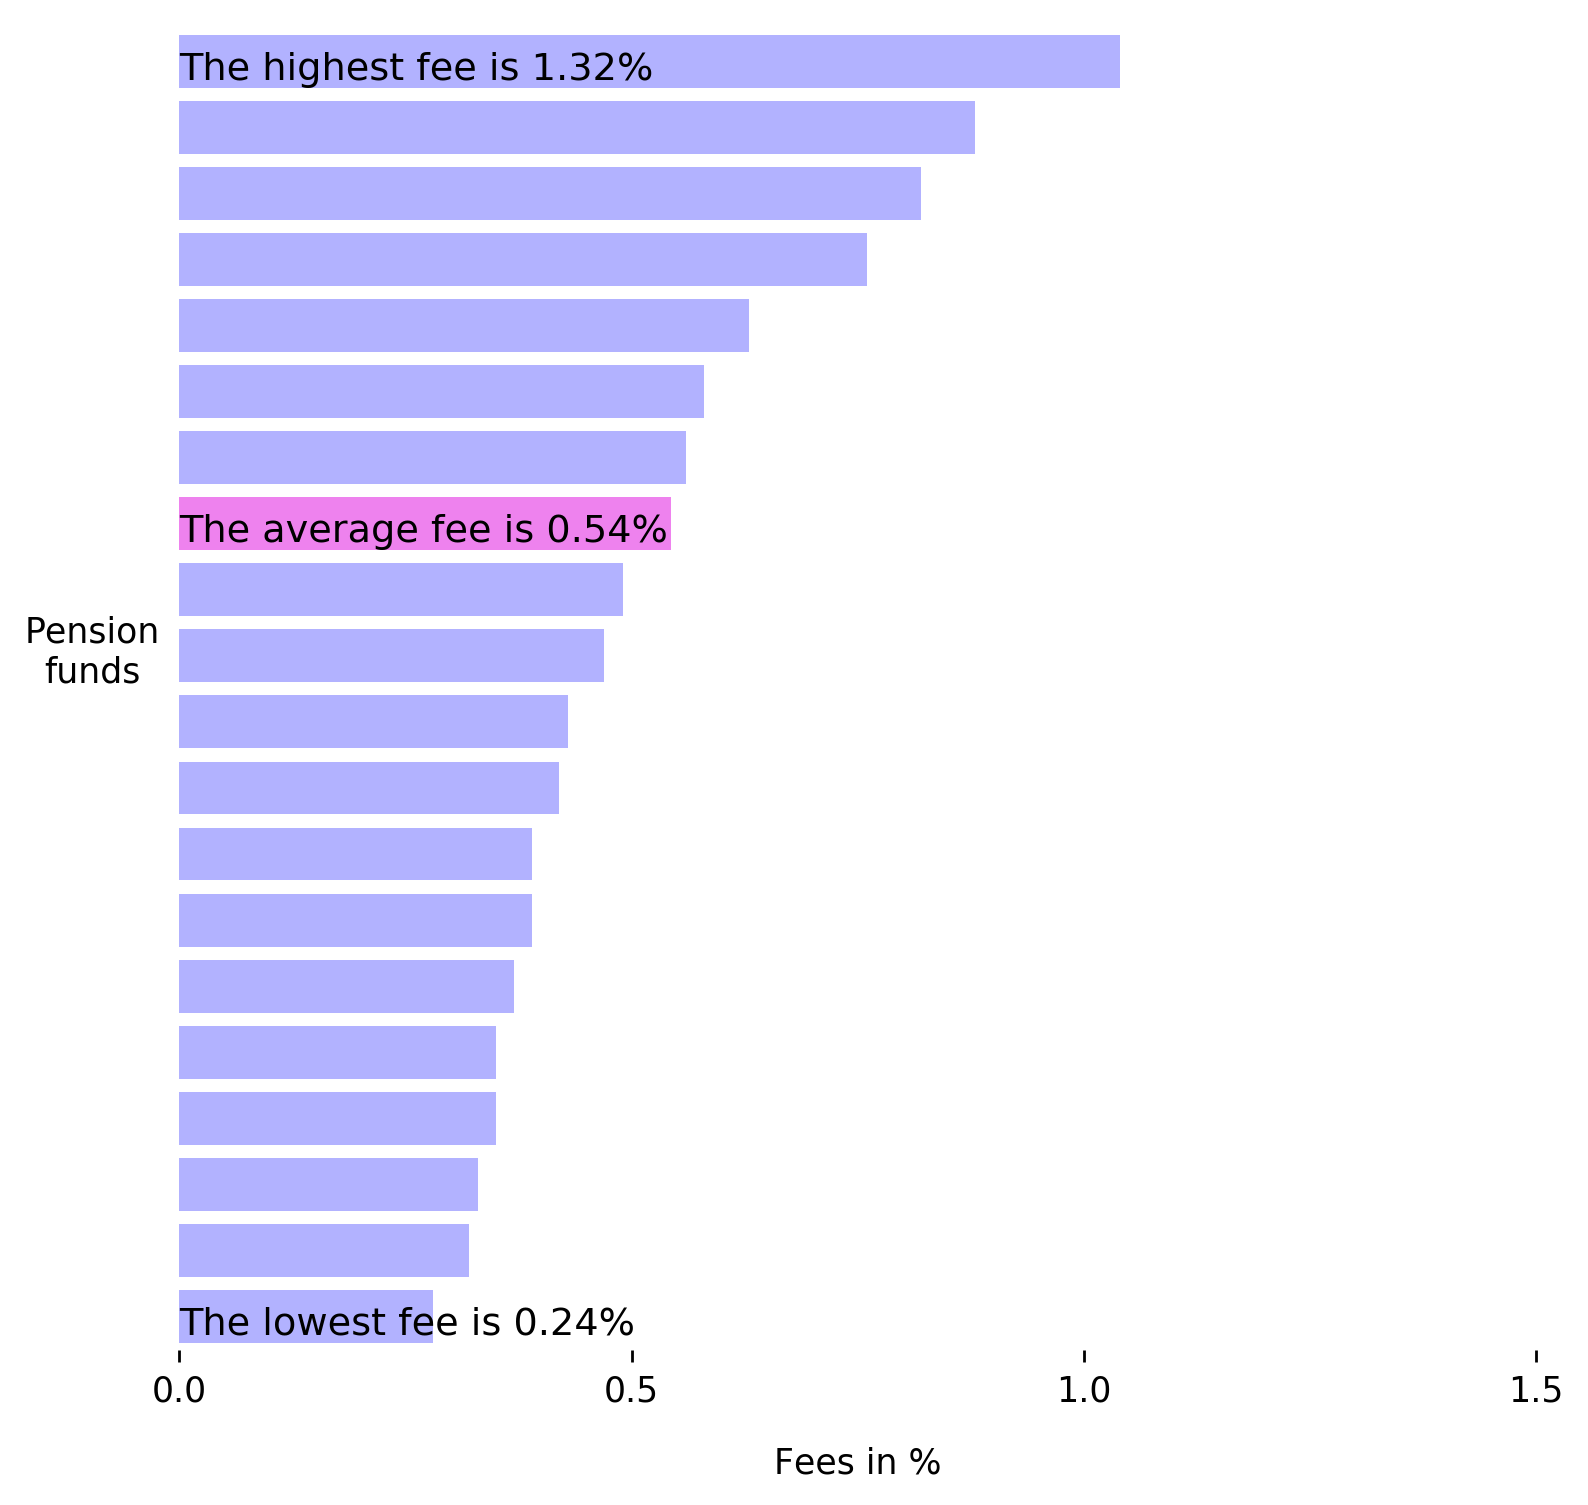 The highest fee is 1.32%
The average fee is 0.54%
Pension
funds
The lowest fee is 0.24%
0.0
0.5
1.0
1.5
Fees in %